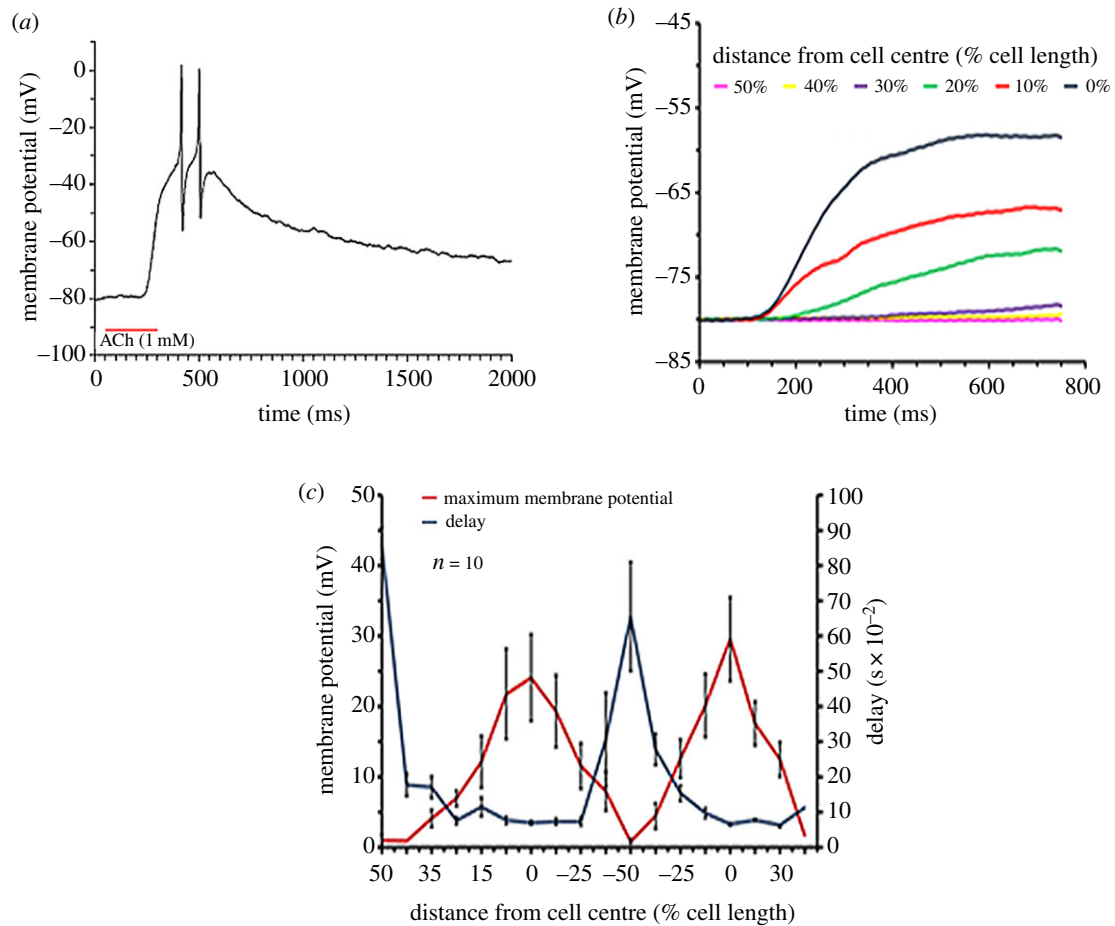 (a)
membrane potential (mV)
0
–20
–40
–60
–80
–100
ACh (1 mM)
0 500 1000 1500 2000
time (ms)
(b)
membrane potential (mV)
–45
–55
–65
–75
–85
distance from cell centre (% cell length)
50% 40% 30% 20% 10% 0%
0 200 400 600 800
time (ms)
(c)
membrane potential (mV)
50
40
30
20
10
0
maximum membrane potential
delay
n = 10
100
90
80
70
60
50
40
30
20
10
0
delay (s × 10–2)
50 35 15 0 –25 –50 –25 0 30
distance from cell centre (% cell length)